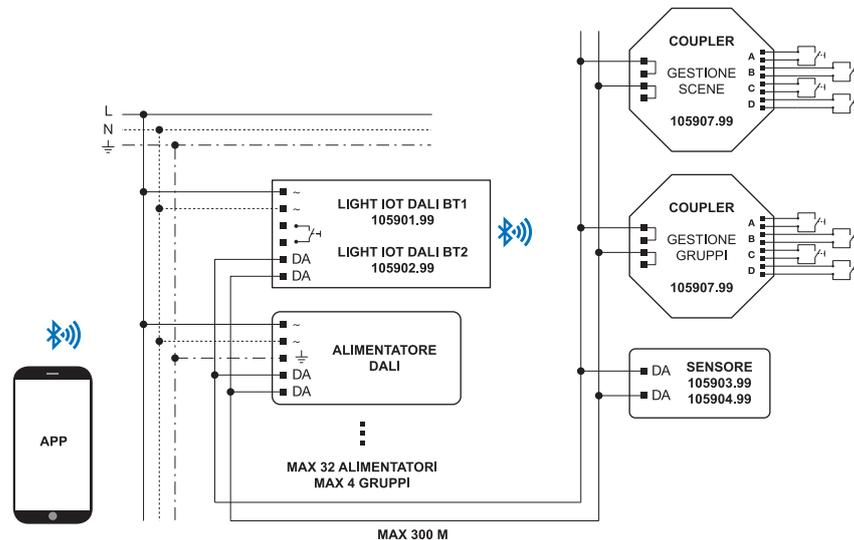 L
N
~
~
DA
DA
LIGHT IOT DALI BT1
105901.99
LIGHT IOT DALI BT2
105902.99
~
~
DA
DA
ALIMENTATORE
DALI
MAX 32 ALIMENTATORI
MAX 4 GRUPPI
MAX 300 M
APP
COUPLER
GESTIONE
SCENE
105907.99
A
B
C
D
COUPLER
GESTIONE
GRUPPI
105907.99
A
B
C
D
DA
DA
SENSORE
105903.99
105904.99